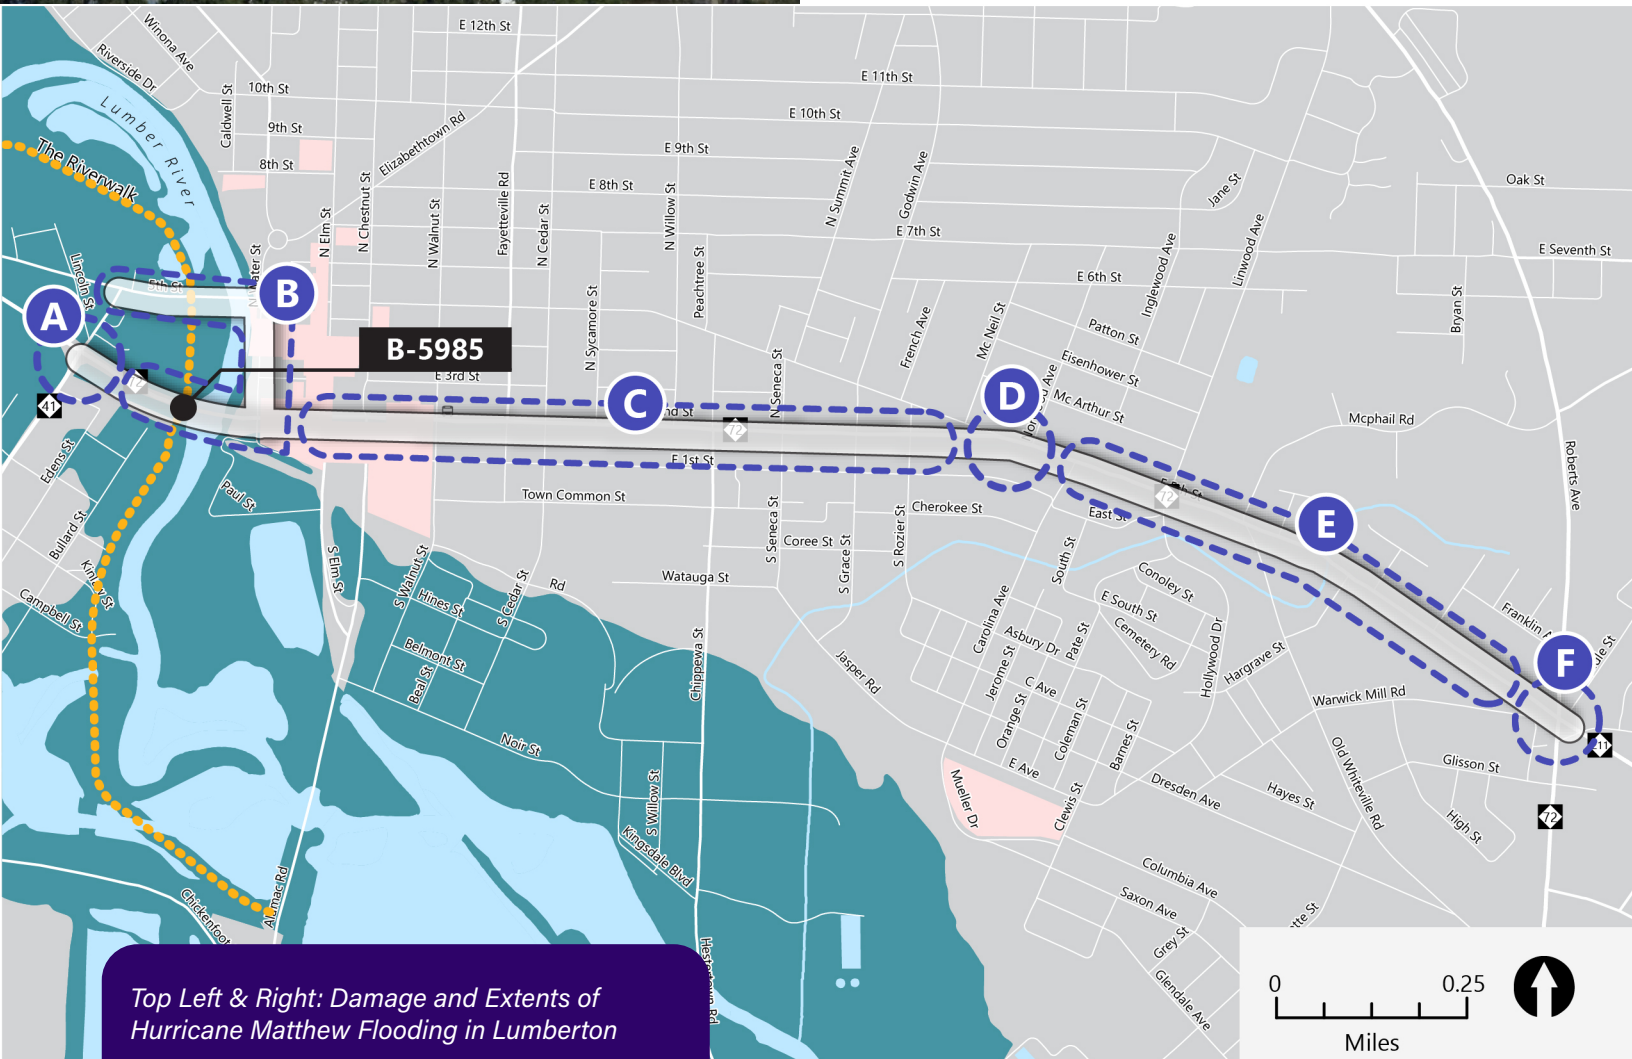 E 12th St
Winona Ave
Riverside Dr
E 11th St
10th St
Caldwell St
E 10th St
Lumber River
9th St
Elizabethtown Rd
The Riverwalk
E 9th St
8th St
E 8th St
Oak St
Jane St
N Summit Ave
Godwin Ave
N Elm St
N Chestnut St
N Walnut St
Fayetteville Rd
N Cedar St
N Willow St
E 7th St
E Seventh St
Linwood Ave
Inglewood Ave
Peachtree St
Lincoln St
5th St
B
E 6th St
Bryan St
A
N Sycamore St
French Ave
Mc Neil St
Patton St
B-5985
Eisenhower St
E 3rd St
N Seneca St
72
D
Mc Arthur St
41
C
Mcphail Rd
72
Edens St
E 1st St
Roberts Ave
Paul St
Town Common St
72
Cherokee St
East St
E
Bullard St
S Seneca St
Coree St
S Grace St
S Rozier St
South St
S Elm St
S Walnut St
Rd
Watauga St
Conoley St
Campbell St
Hines St
S Cedar St
Carolina Ave
E South St
Franklin
Cemetery Rd
Asbury Dr
Pate St
Hollywood Dr
Hargrave St
F
Belmont St
Beal St
Chippewa St
Jasper Rd
Jerome St
C Ave
Warwick Mill Rd
Orange St
Coleman St
Barnes St
Noir St
E Ave
Old Whiteville Rd
Glisson St
Mueller Dr
Clewis St
Dresden Ave
Hayes St
72
High St
S Willow St
Kingsdale Blvd
Columbia Ave
Saxon Ave
Alamac Rd
Chickenfoot
Grey St
Glendale Ave
Top Left & Right: Damage and Extents of
Hurricane Matthew Flooding in Lumberton
0 0.25
Miles